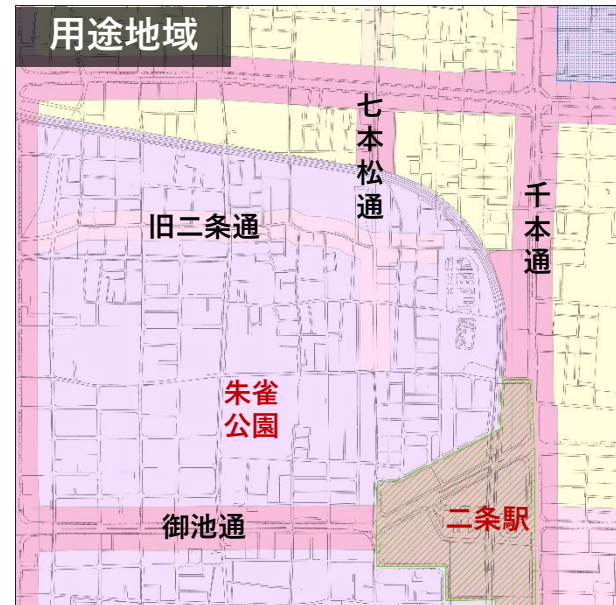 用途地域
七本松通
千本通
旧二条通
朱雀
公園
二条駅
御池通